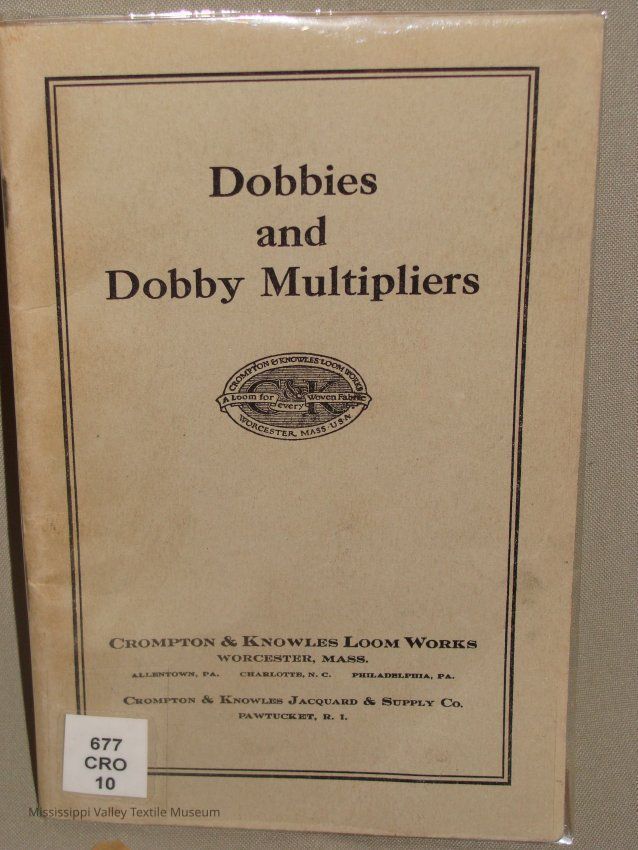 Dobbies
and
Dobby Multipliers
CROMPTON & KNOWLES LOOM WORKS
C&K
A Loom for every Woven Fabric
WORCESTER, MASS. U.S.A.
CROMPTON & KNOWLES LOOM WORKS
WORCESTER, MASS.
ALLENTOWN, PA. CHARLOTTE, N. C. PHILADELPHIA, PA.
CROMPTON & KNOWLES JACQUARD & SUPPLY CO.
PAWTUCKET, R. I.
677
CRO
10
Mississippi Valley Textile Museum